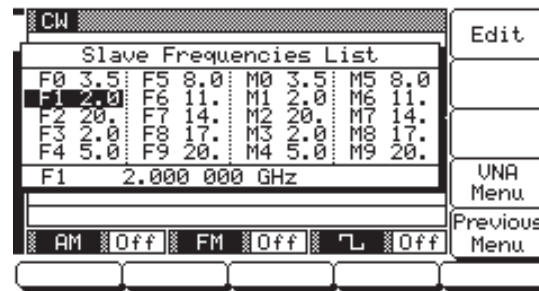 CW
Edit
Slave Frequencies List
F0 3.5 F5 8.0 M0 3.5 M5 8.0
F1 2.0 F6 11. M1 2.0 M6 11.
F2 20. F7 14. M2 20. M7 14.
F3 2.0 F8 17. M3 2.0 M8 17.
F4 5.0 F9 20. M4 5.0 M9 20.
F1 2.000 000 GHz
VNA
Menu
Previous
Menu
AM Off FM Off Off